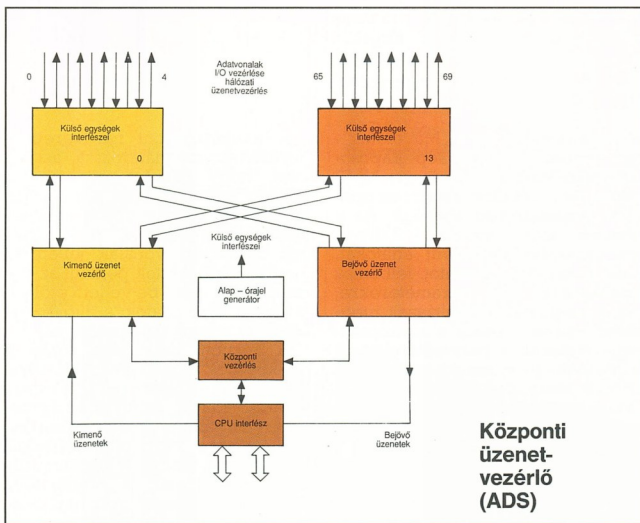 Adatvonalak
I/O vezérlése
hálózati
üzenetvezérlés
0
4
65
69
Külső egységek
interfészei
0
Külső egységek
interfészei
13
Külső egységek
interfészei
Kimenő üzenet
vezérlő
Alap – órajel
generátor
Bejövő üzenet
vezérlő
Központi
vezérlés
CPU interfész
Kimenő
üzenetek
Bejövő
üzenetek
Központi
üzenet-
vezérlő
(ADS)